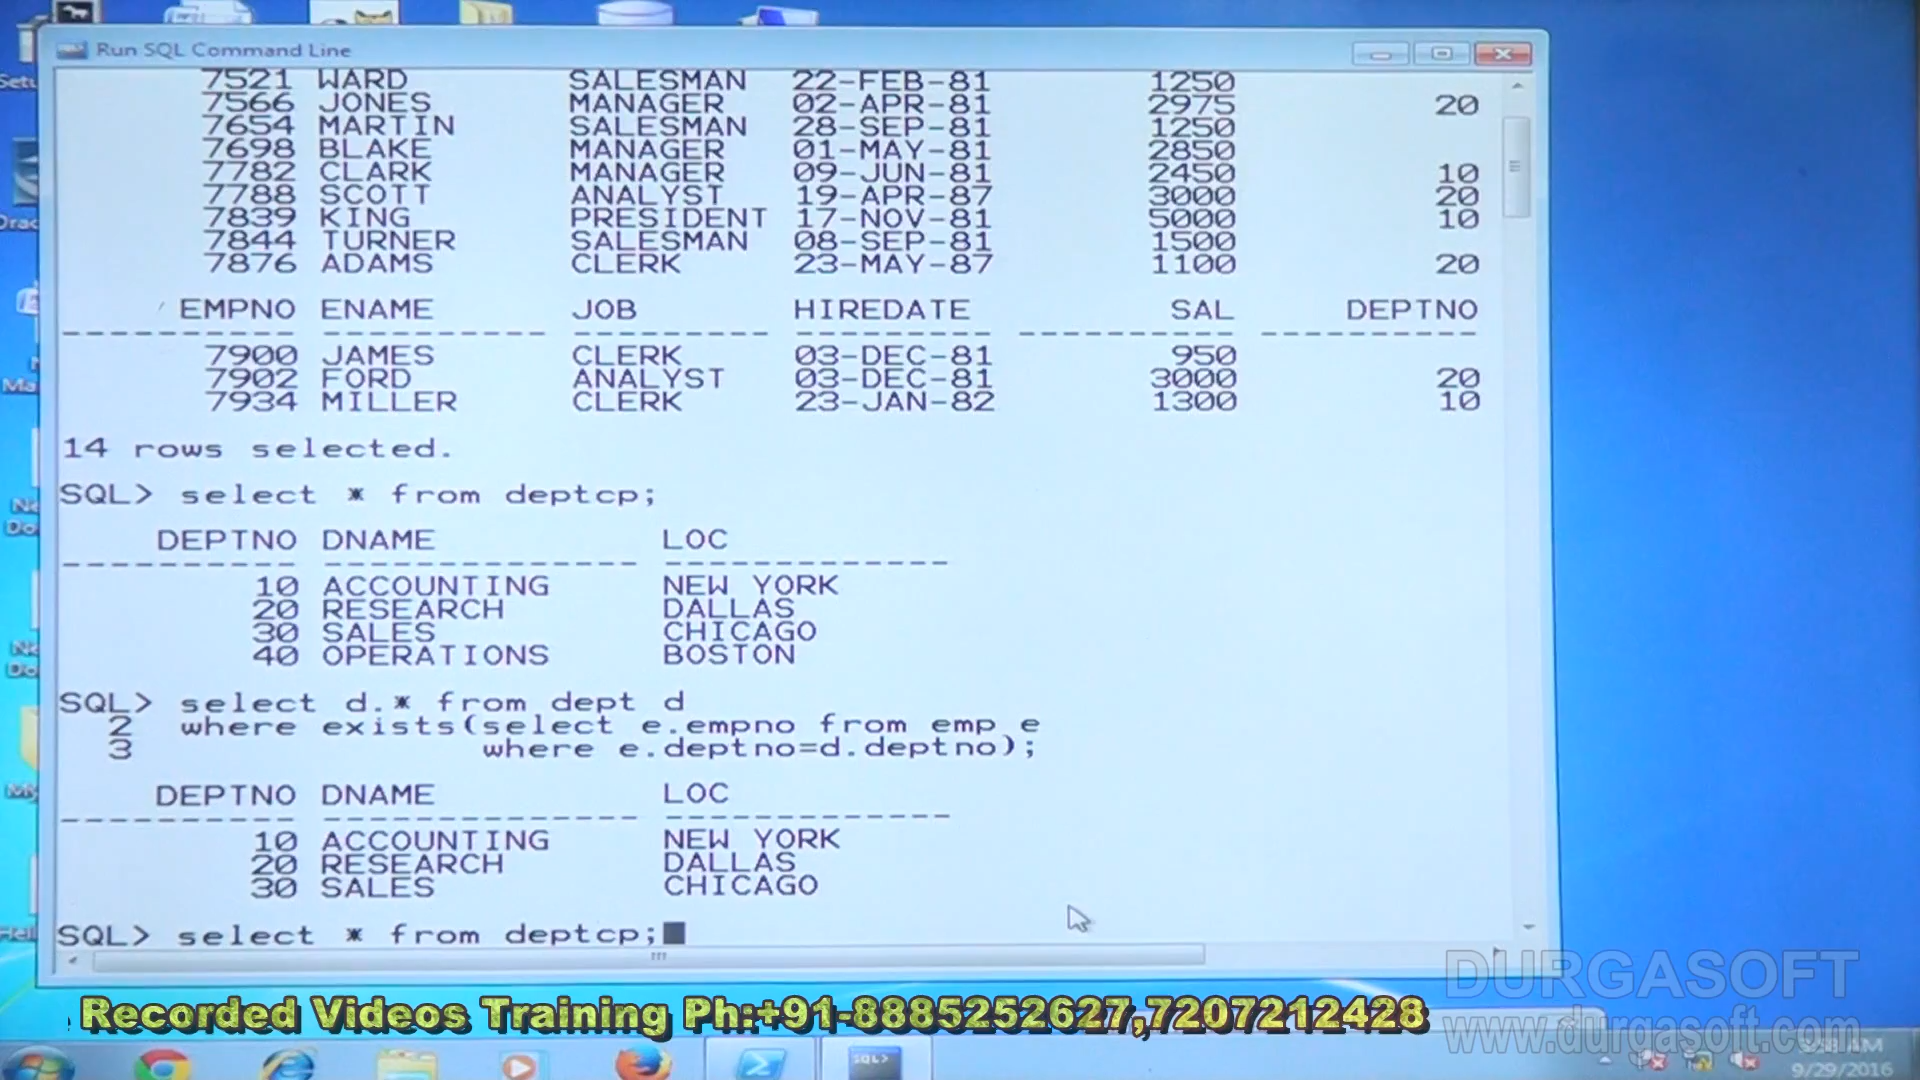 Run SQL Command Line
7521 WARD SALESMAN 22-FEB-81 1250
7566 JONES MANAGER 02-APR-81 2975 20
7654 MARTIN SALESMAN 28-SEP-81 1250
7698 BLAKE MANAGER 01-MAY-81 2850
7782 CLARK MANAGER 09-JUN-81 2450 10
7788 SCOTT ANALYST 19-APR-87 3000 20
7839 KING PRESIDENT 17-NOV-81 5000 10
7844 TURNER SALESMAN 08-SEP-81 1500
7876 ADAMS CLERK 23-MAY-87 1100 20
EMPNO ENAME JOB HIREDATE SAL DEPTNO
7900 JAMES CLERK 03-DEC-81 950
7902 FORD ANALYST 03-DEC-81 3000 20
7934 MILLER CLERK 23-JAN-82 1300 10
14 rows selected.
SQL> select * from deptcp;
DEPTNO DNAME LOC
10 ACCOUNTING NEW YORK
20 RESEARCH DALLAS
30 SALES CHICAGO
40 OPERATIONS BOSTON
SQL> select d.* from dept d
2 where exists(select e.empno from emp e
3 where e.deptno=d.deptno);
DEPTNO DNAME LOC
10 ACCOUNTING NEW YORK
20 RESEARCH DALLAS
30 SALES CHICAGO
SQL> select * from deptcp;
DURGASOFT
www.durgasoft.com
Recorded Videos Training Ph:+91-8885252627,7207212428
SQL>
9/29/2016